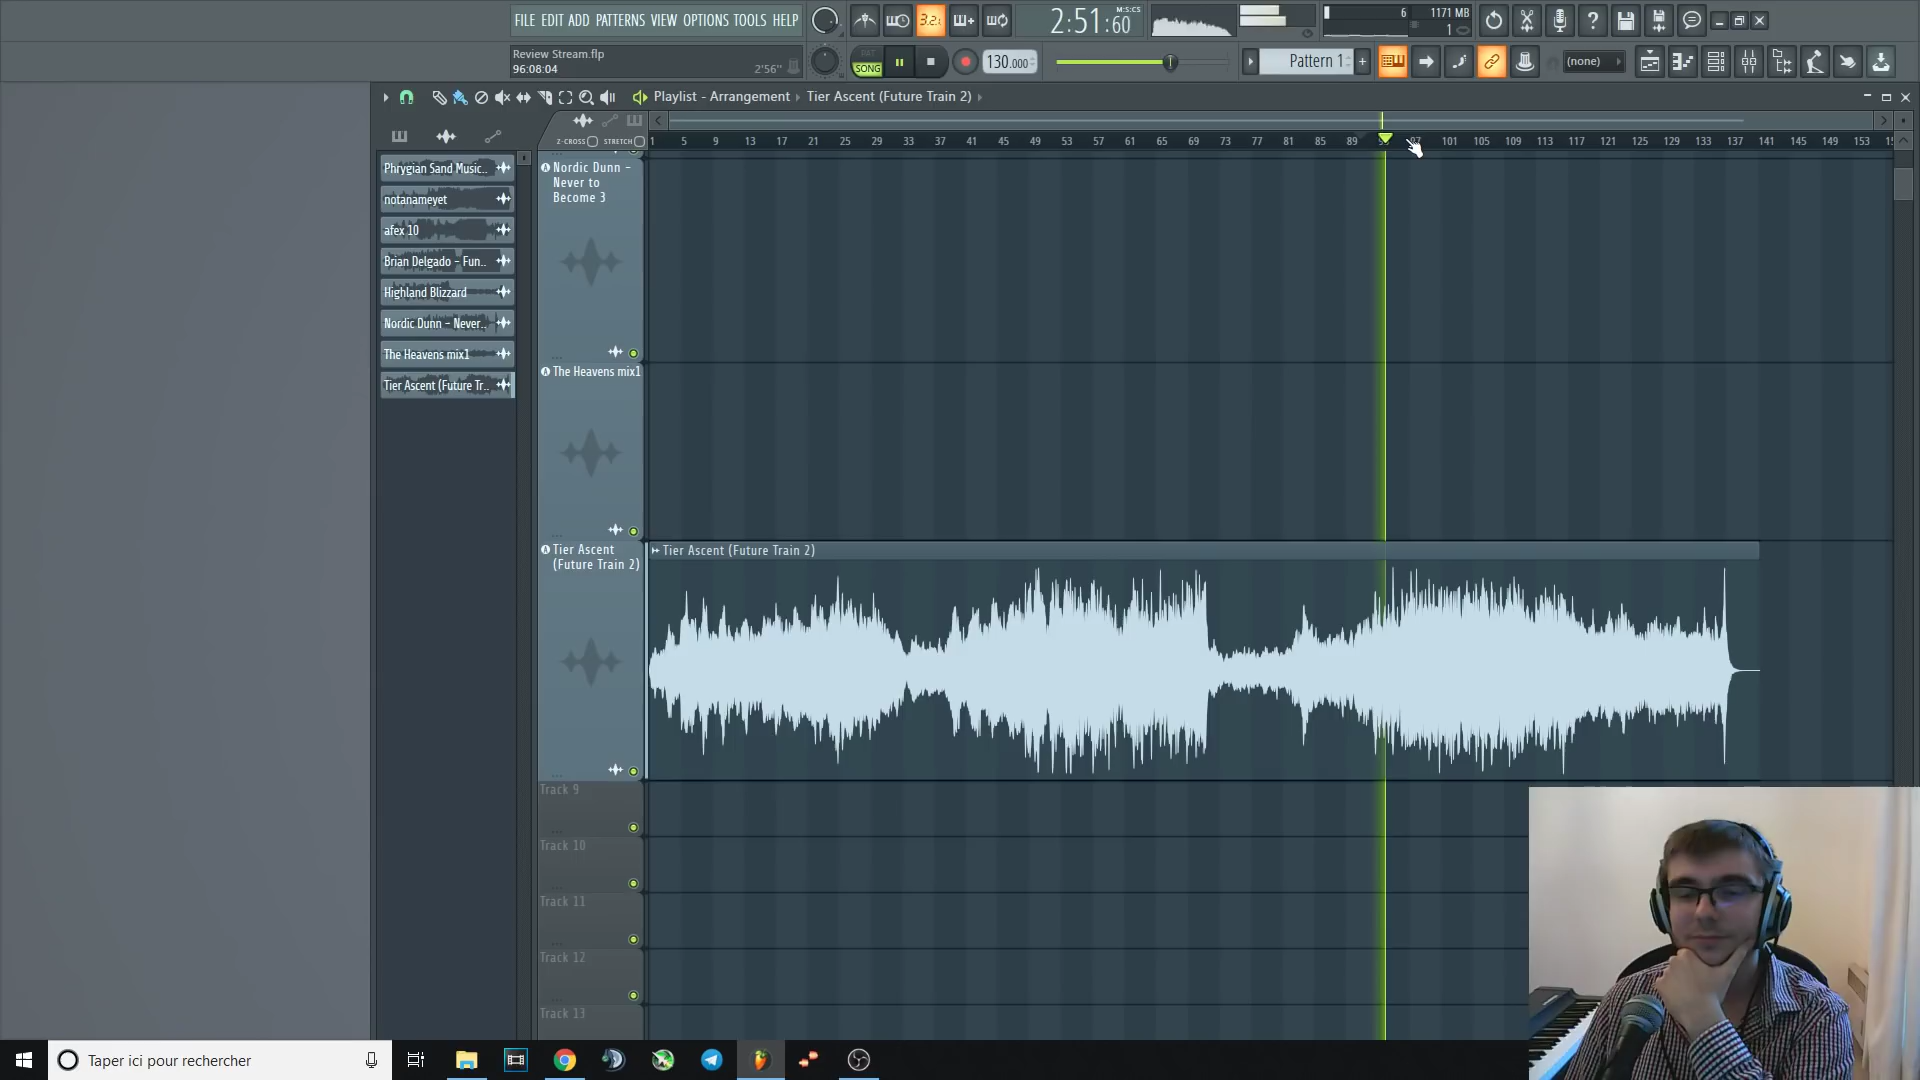 FILE EDIT ADD PATTERNS VIEW OPTIONS TOOLS HELP
3.2
2:51:60
M:S:CS
6
1171 MB
1
Review Stream.flp
96:08:04
2'56"
PAT
SONG
130.000
Pattern 1
(none)
Playlist - Arrangement
Tier Ascent (Future Train 2)
Z-CROSS
STRETCH
1 5 9 13 17 21 25 29 33 37 41 45 49 53 57 61 65 69 73 77 81 85 89 97 101 105 109 113 117 121 125 129 133 137 141 145 149 153
Phrygian Sand Music..
notanameyet
afex 10
Brian Delgado - Fun..
Highland Blizzard
Nordic Dunn - Never..
The Heavens mix1
Tier Ascent (Future Tr..
Nordic Dunn -
Never to
Become 3
The Heavens mix1
Tier Ascent
(Future Train 2)
Tier Ascent (Future Train 2)
Track 9
Track 10
Track 11
Track 12
Track 13
Taper ici pour rechercher